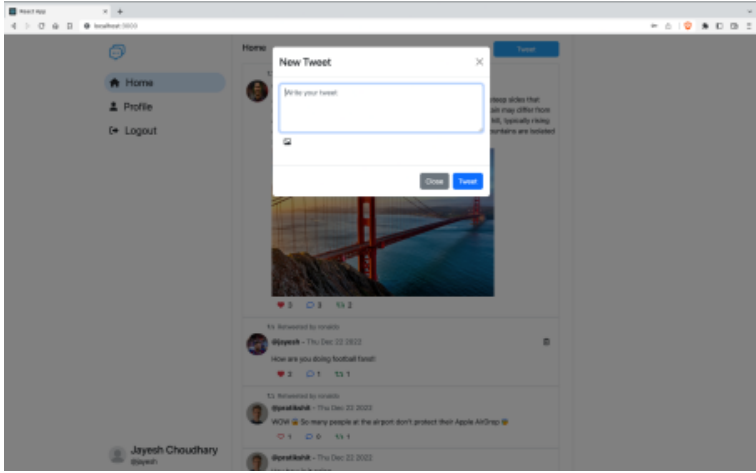 React App
localhost:3000
Home
Profile
Logout
Jayesh Choudhary
@jayesh
Home
Tweet
New Tweet
Write your tweet
Close
Tweet
steep sides that
ain may differ from
hill, typically rising
ountains are isolated
3 3 2
Retweeted by ronaldo
@jayesh - Thu Dec 22 2022
How are you doing football fans!!
2 1 1
Retweeted by ronaldo
@pratikshit - Thu Dec 22 2022
WOW 😀 So many people at the airport don't protect their Apple AirDrop
1 0 1
@pratikshit - Thu Dec 22 2022